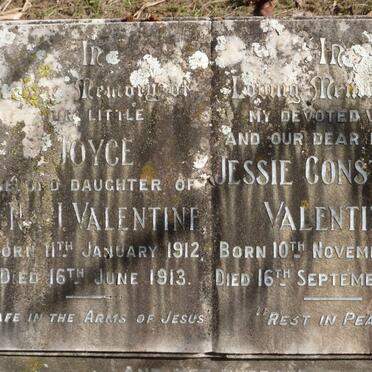 In
Memory of
LITTLE
JOYCE
DAUGHTER OF
VALENTINE
BORN 11TH JANUARY 1912,
DIED 16TH JUNE 1913.
SAFE IN THE ARMS OF JESUS
In
Loving Mem
MY DEVOTED
AND OUR DEAR
JESSIE CONS
VALENTI
BORN 10TH NOVEM
DIED 16TH SEPTEM
"REST IN PEA